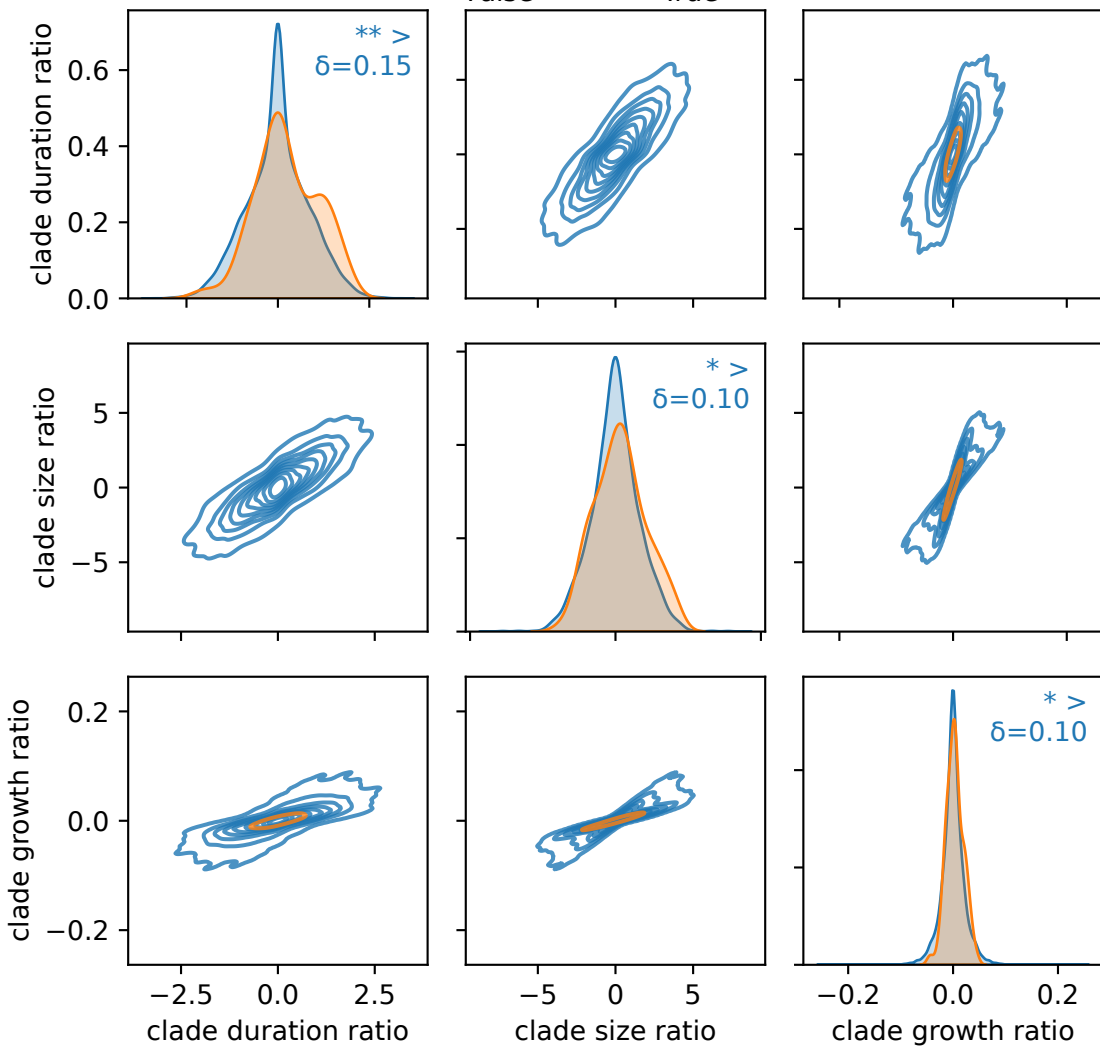 ** >
δ=0.15
clade duration ratio
0.6
0.4
0.2
0.0
* >
δ=0.10
clade size ratio
5
0
−5
* >
δ=0.10
clade growth ratio
0.2
0.0
−0.2
−2.5 0.0 2.5 −5 0 5 −0.2 0.0 0.2
clade duration ratio clade size ratio clade growth ratio